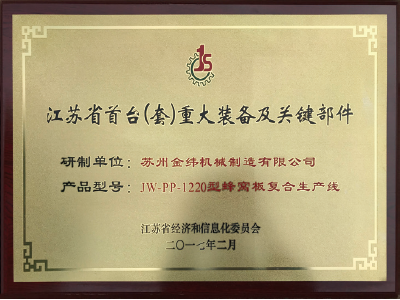 江苏省首台(套)重大装备及关键部件
研制单位：苏州金纬机械制造有限公司
产品型号：JW-PP-1220型蜂窝板复合生产线
江苏省经济和信息化委员会
二〇一七年二月